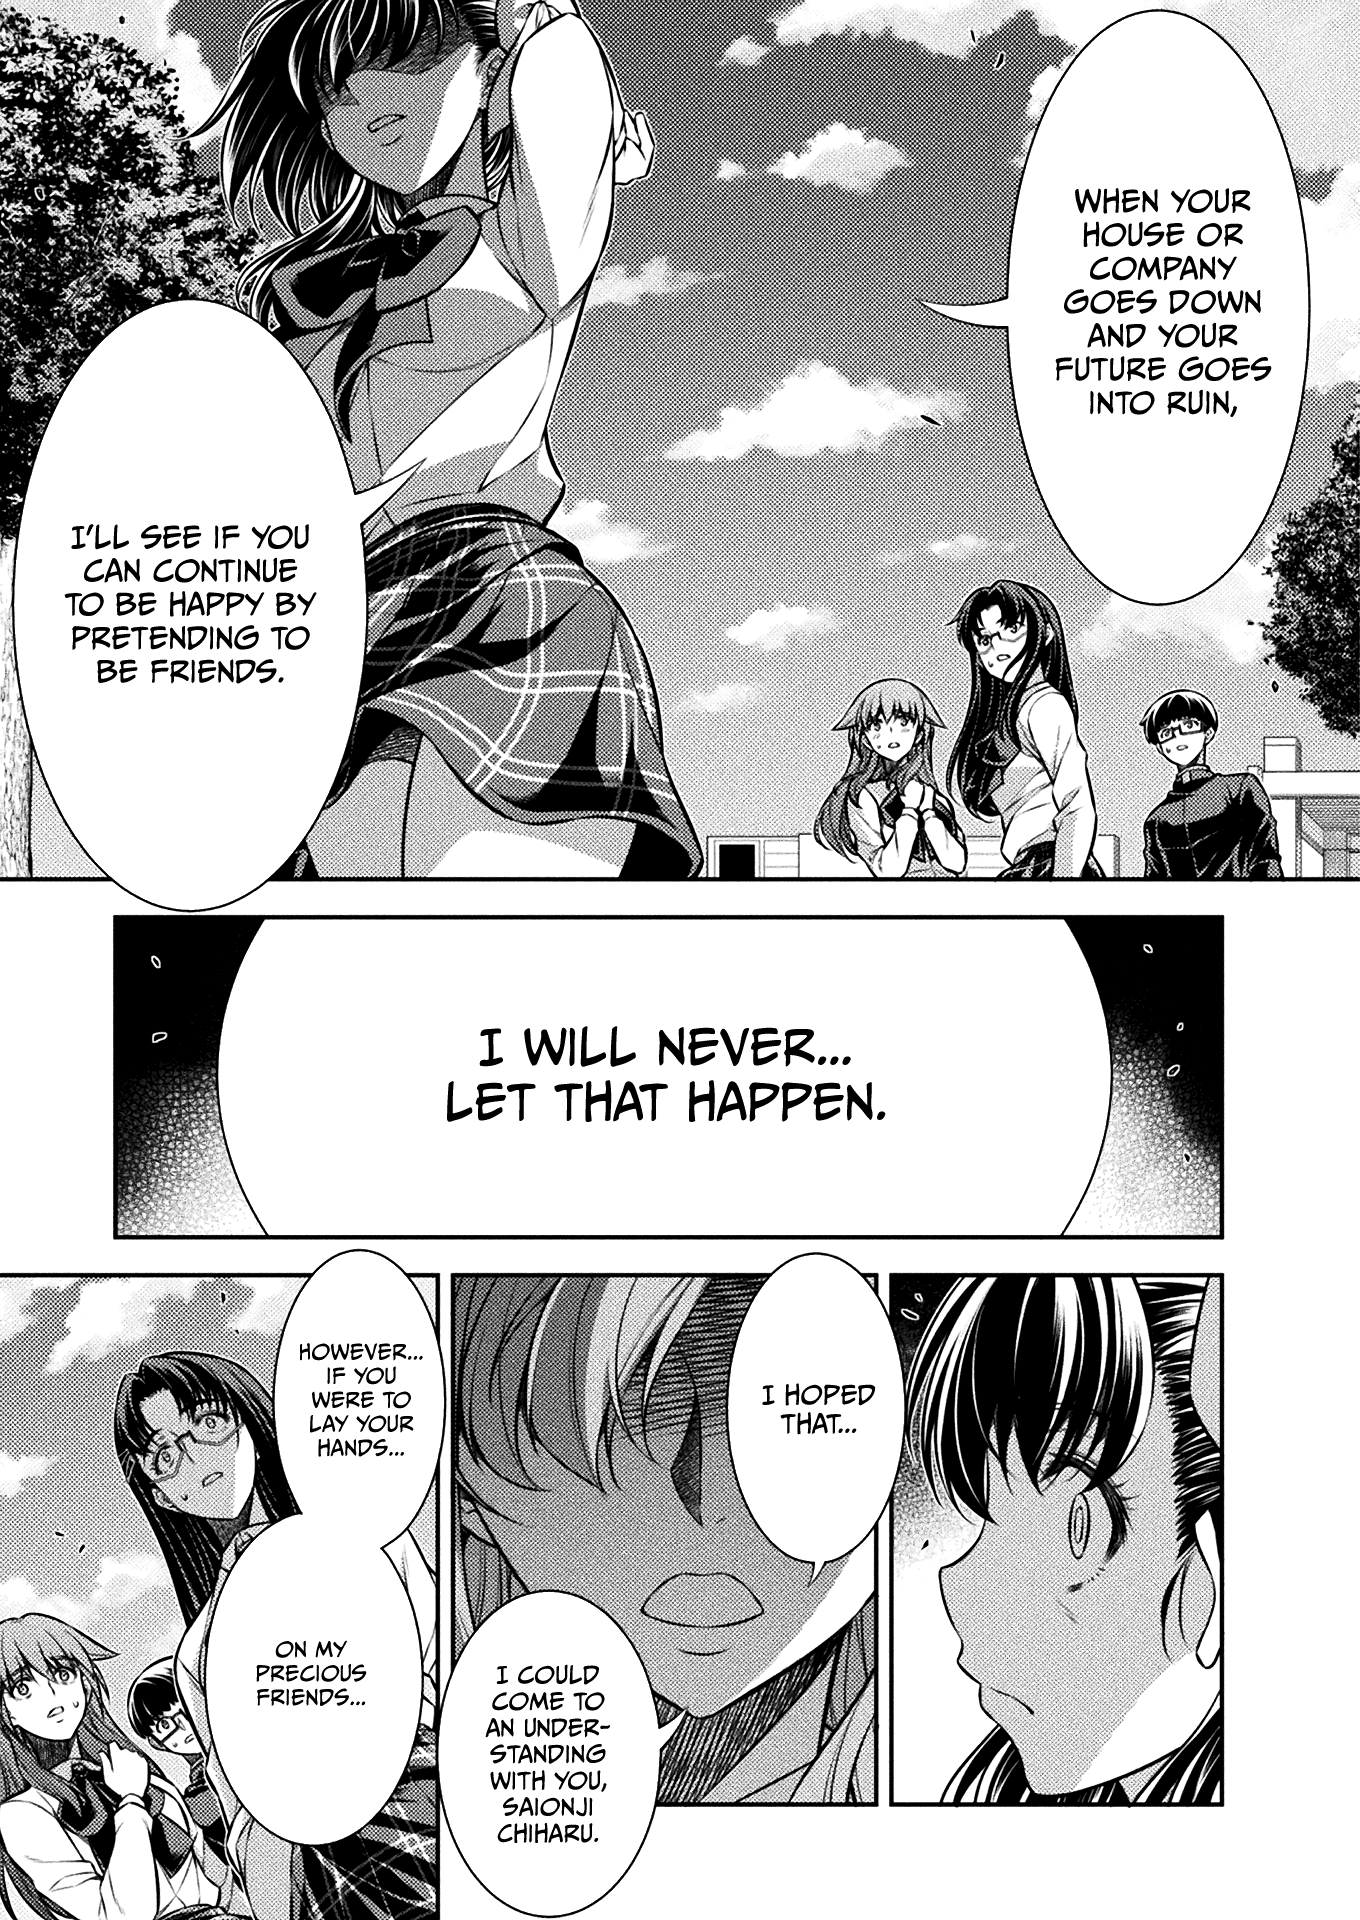 WHEN YOUR
HOUSE OR
COMPANY
GOES DOWN
AND YOUR
FUTURE GOES
INTO RUIN,
I'LL SEE IF YOU
CAN CONTINUE
TO BE HAPPY BY
PRETENDING TO
BE FRIENDS.
I WILL NEVER...
LET THAT HAPPEN.
I HOPED
THAT...
I COULD
COME TO
AN UNDER-
STANDING
WITH YOU,
SAIONJI
CHIHARU.
HOWEVER...
IF YOU
WERE TO
LAY YOUR
HANDS...
ON MY
PRECIOUS
FRIENDS...